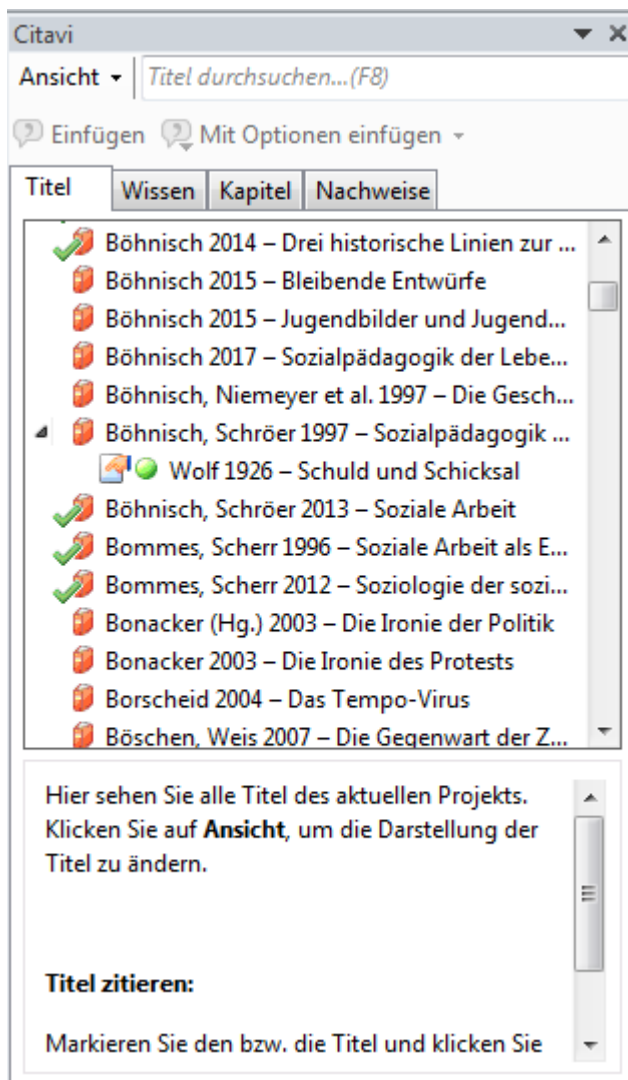 Citavi
Ansicht Titel durchsuchen...(F8)
Einfügen Mit Optionen einfügen
Titel Wissen Kapitel Nachweise
Böhnisch 2014 – Drei historische Linien zur ...
Böhnisch 2015 – Bleibende Entwürfe
Böhnisch 2015 – Jugendbilder und Jugend...
Böhnisch 2017 – Sozialpädagogik der Lebe...
Böhnisch, Niemeyer et al. 1997 – Die Gesch...
Böhnisch, Schröer 1997 – Sozialpädagogik ...
Wolf 1926 – Schuld und Schicksal
Böhnisch, Schröer 2013 – Soziale Arbeit
Bommes, Scherr 1996 – Soziale Arbeit als E...
Bommes, Scherr 2012 – Soziologie der sozi...
Bonacker (Hg.) 2003 – Die Ironie der Politik
Bonacker 2003 – Die Ironie des Protests
Borscheid 2004 – Das Tempo-Virus
Böschen, Weis 2007 – Die Gegenwart der Z...
Hier sehen Sie alle Titel des aktuellen Projekts.
Klicken Sie auf Ansicht, um die Darstellung der
Titel zu ändern.
Titel zitieren:
Markieren Sie den bzw. die Titel und klicken Sie